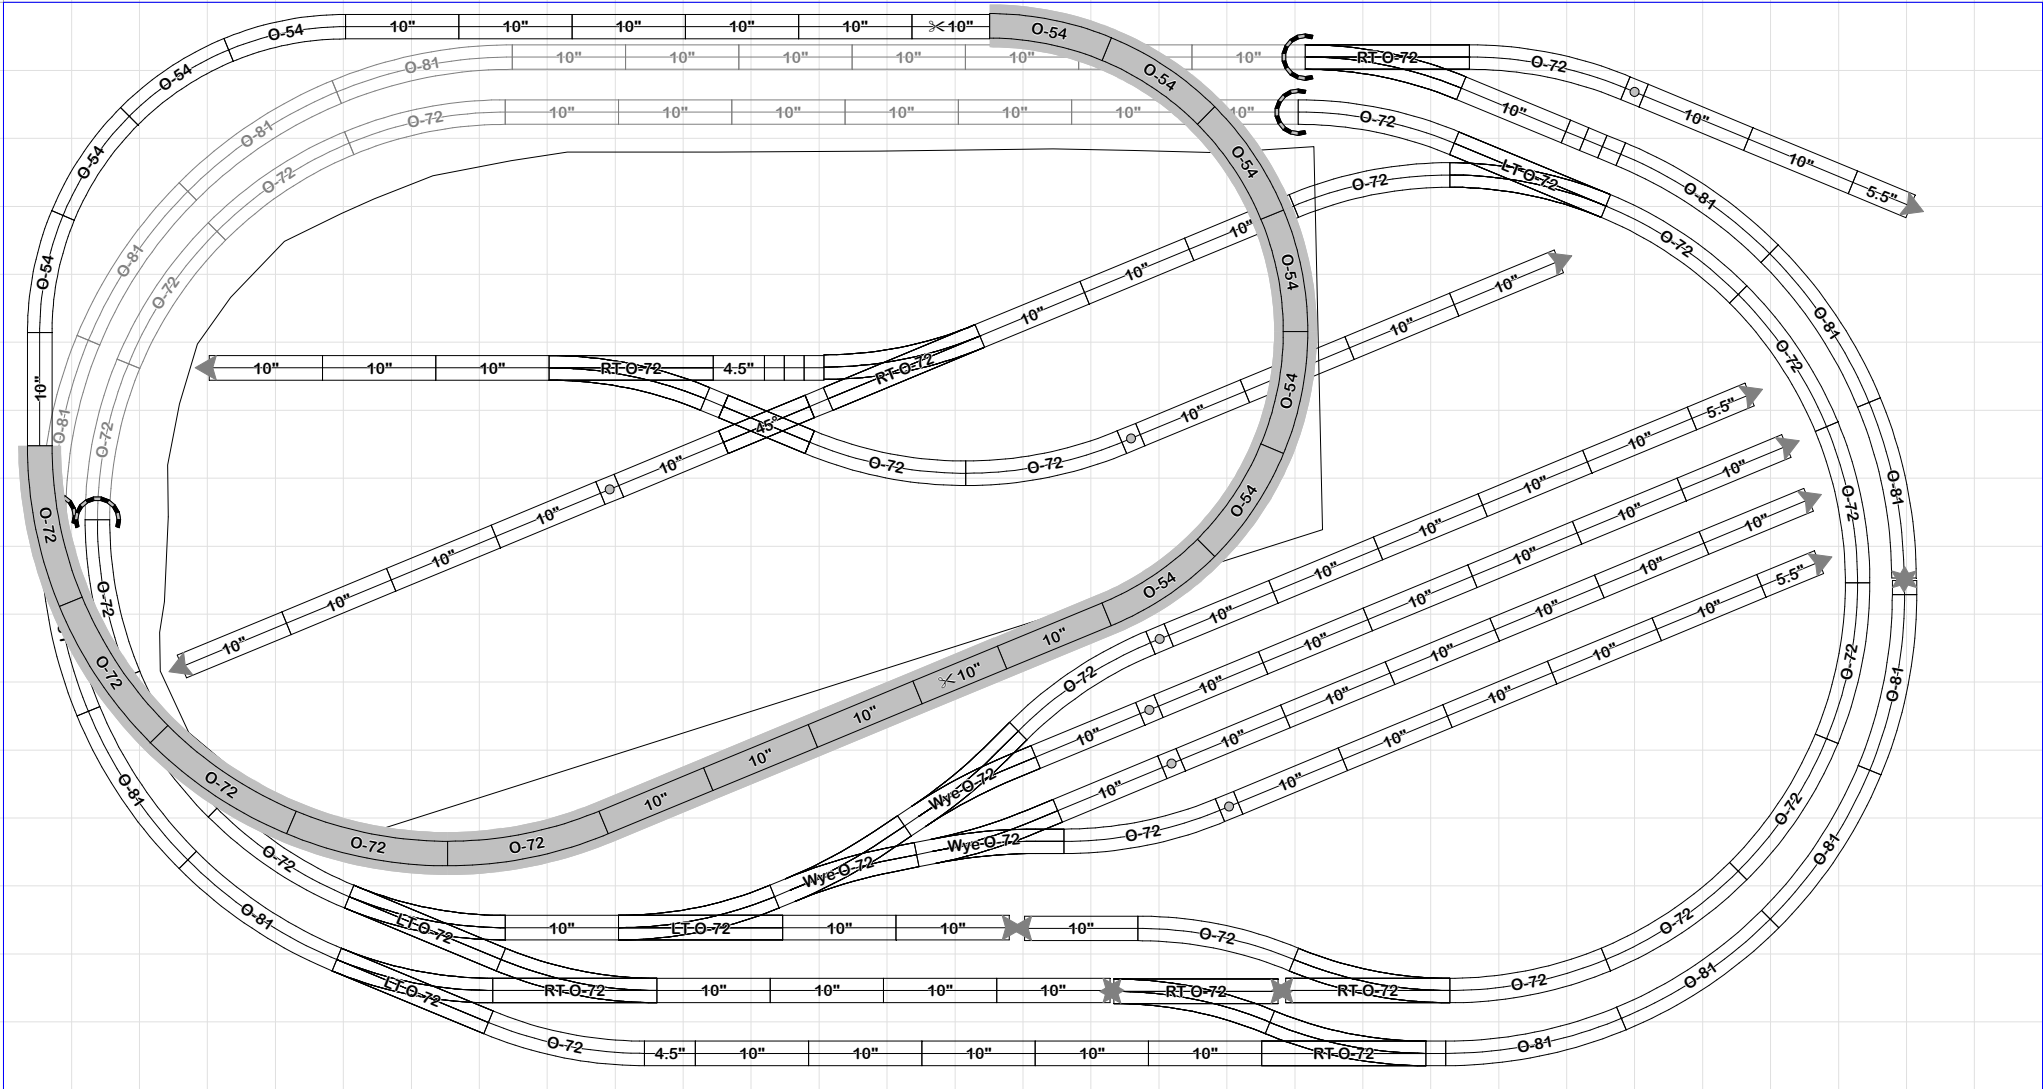 O-54 10" 10" 10" 10" 10" ✂10" O-54
O-81 10" 10" 10" 10" 10" 10" RT O-72 O-72
O-54 O-54 10"
O-72 10" 10" 10" 10" 10" 10" 10" O-72 10"
O-81 10"
O-54 O-54 LT O-72
O-72 O-72 O-81 5.5"
10" O-72
O-81 O-54 10" O-54
O-72 10" 10"
10" O-81
10" 10" 10" RT O-72 4.5" RT O-72 10" O-72
10" O-54
O-81 45° 10" 5.5"
O-72 10" O-72 O-72 10" 10"
O-72 10" O-54 10" 10" O-72 O-81
10" 10" 10"
O-72 10" O-54 10" 10" 10" 5.5"
10" 10" 10" 10" 10"
10" 10" O-72 10" 10" 10" O-72
O-72 ✂10" 10" 10" O-81
10" 10" 10"
O-72 10" Wye O-72 10" 10" O-72
O-81 10"
O-72 O-72 Wye O-72 O-72 O-81
O-72 Wye O-72
O-81 LT O-72 10" LT O-72 10" 10" 10" O-72 O-72
LT O-72 RT O-72 10" 10" 10" 10" RT O-72 RT O-72 O-72 O-81
O-72 4.5" 10" 10" 10" 10" 10" RT O-72 O-81